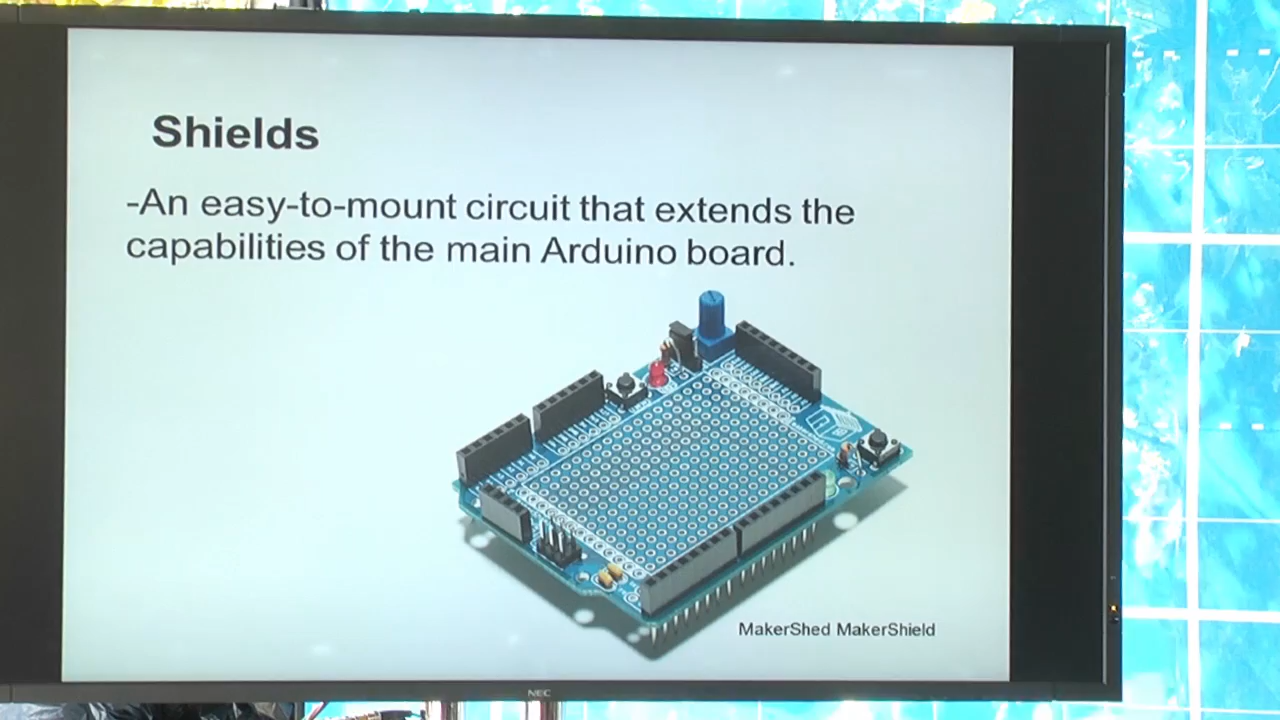 Shields
-An easy-to-mount circuit that extends the
capabilities of the main Arduino board.
MakerShed MakerShield
NEC